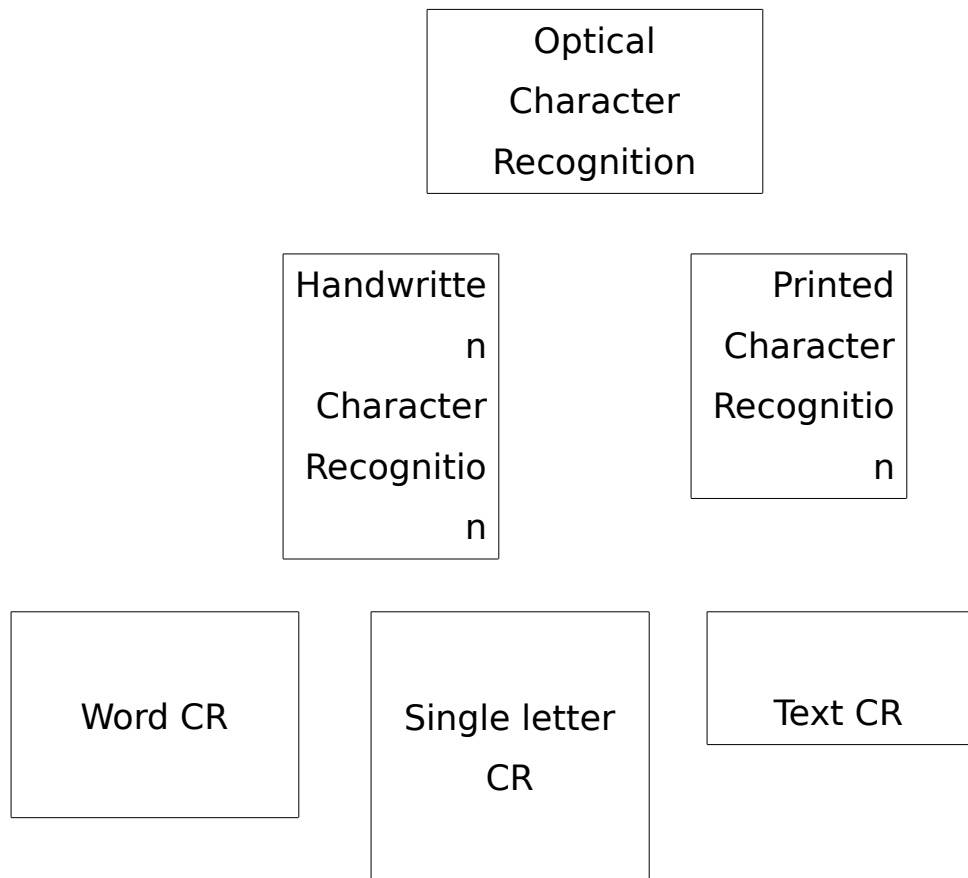 Optical
Character
Recognition
Handwritte
n
Character
Recognitio
n
Printed
Character
Recognitio
n
Word CR
Single letter
CR
Text CR